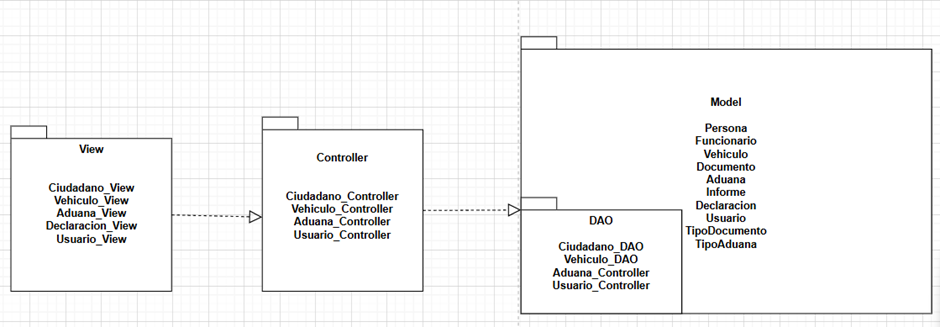 View
Ciudadano_View
Vehiculo_View
Aduana_View
Declaracion_View
Usuario_View
Controller
Ciudadano_Controller
Vehiculo_Controller
Aduana_Controller
Usuario_Controller
Model
Persona
Funcionario
Vehiculo
Documento
Aduana
Informe
Declaracion
Usuario
TipoDocumento
TipoAduana
DAO
Ciudadano_DAO
Vehiculo_DAO
Aduana_Controller
Usuario_Controller